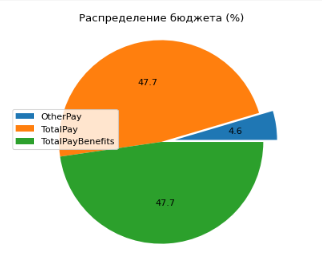 Распределение бюджета (%)
47.7
4.6
OtherPay
TotalPay
TotalPayBenefits
47.7